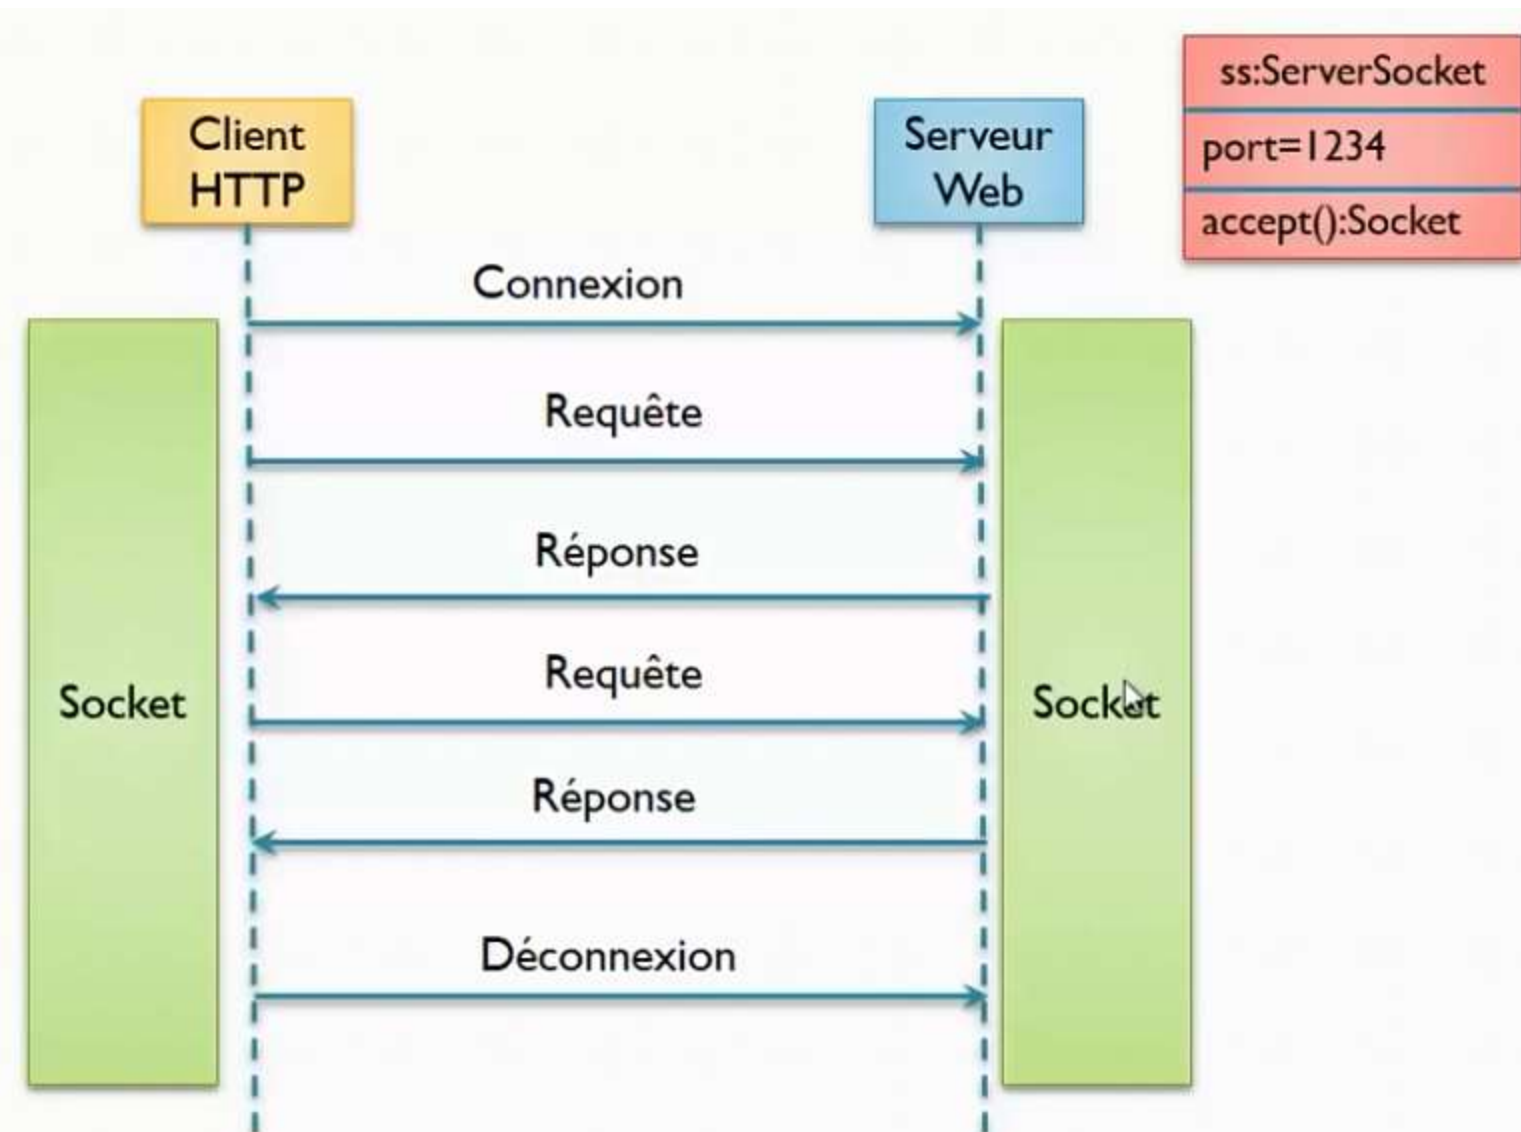 ss:ServerSocket
port=1234
accept():Socket
Client
HTTP
Serveur
Web
Connexion
Requête
Réponse
Requête
Socket
Socket
Réponse
Déconnexion